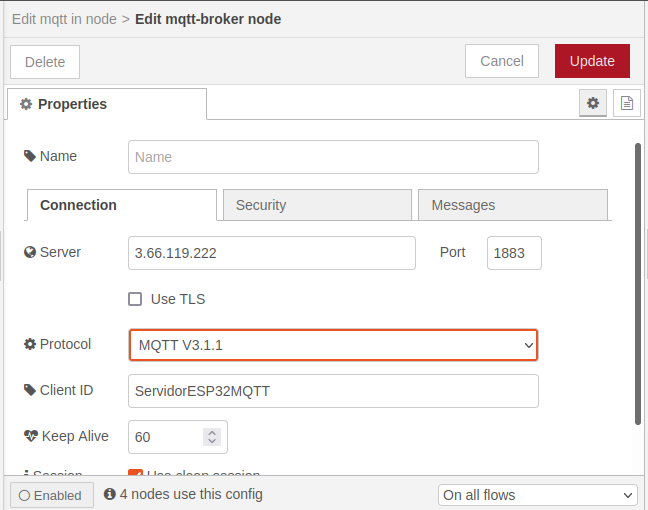 Edit mqtt in node > Edit mqtt-broker node
Delete
Cancel
Update
Properties
Name
Name
Connection
Security
Messages
Server
3.66.119.222
Port
1883
Use TLS
Protocol
MQTT V3.1.1
Client ID
ServidorESP32MQTT
Keep Alive
60
Session
Use clean session
Enabled
4 nodes use this config
On all flows